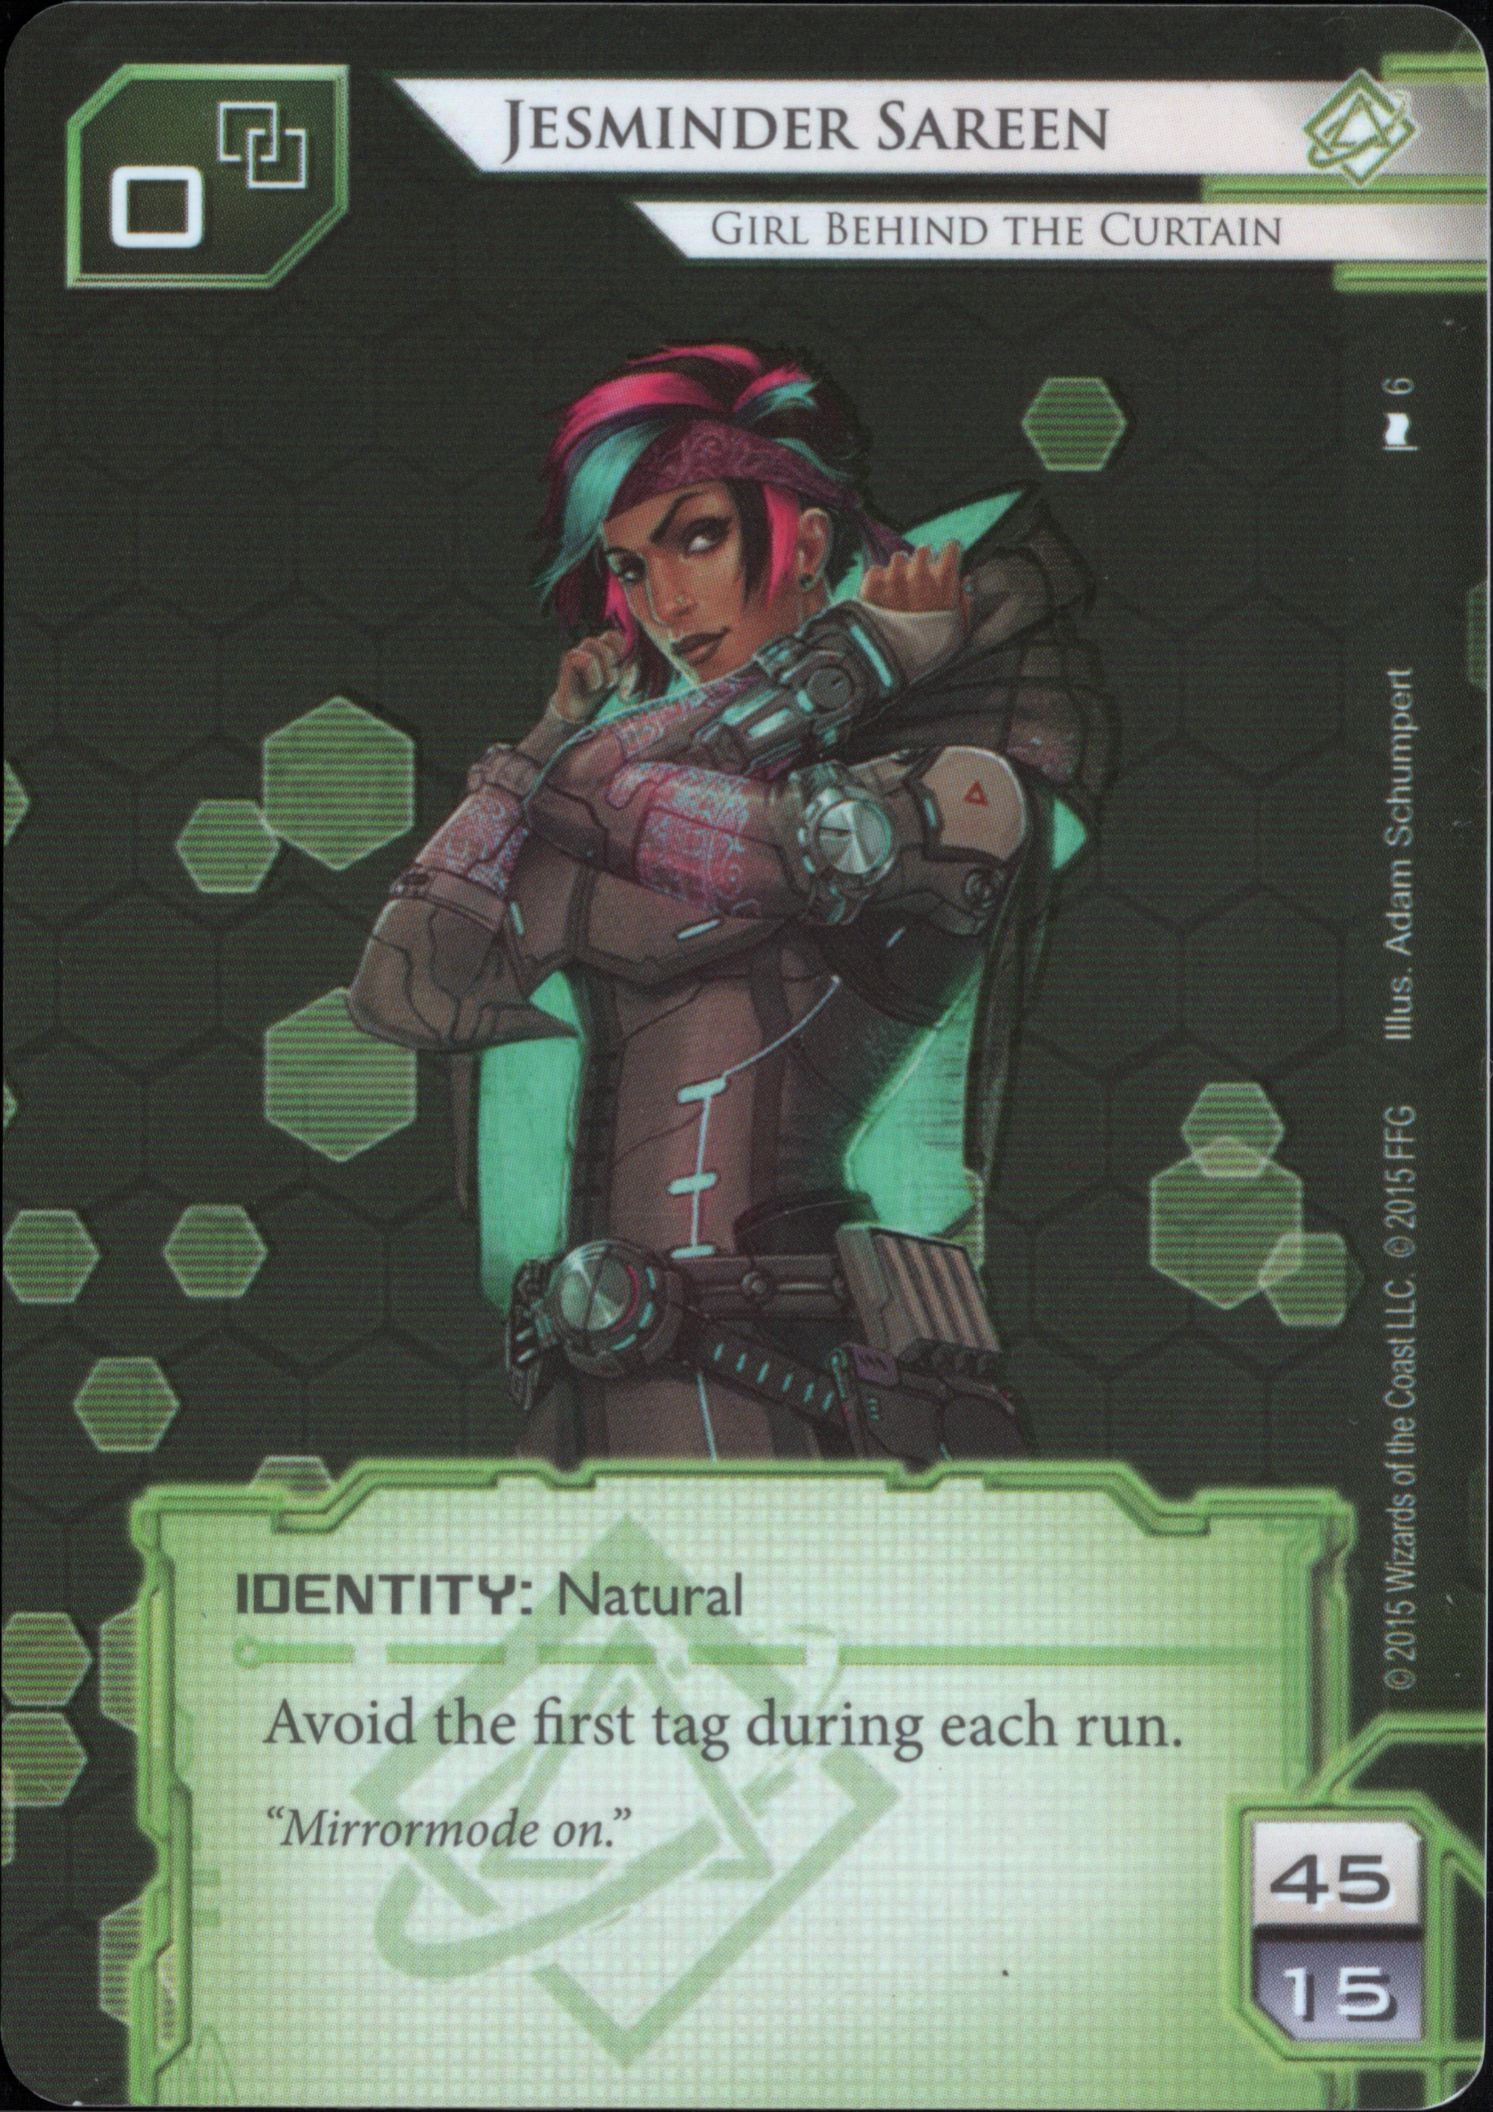 0
JESMINDER SAREEN
GIRL BEHIND THE CURTAIN
6
Illus. Adam Schumpert
© 2015 Wizards of the Coast LLC. © 2015 FFG
IDENTITY: Natural
Avoid the first tag during each run.
“Mirrormode on.”
45
15